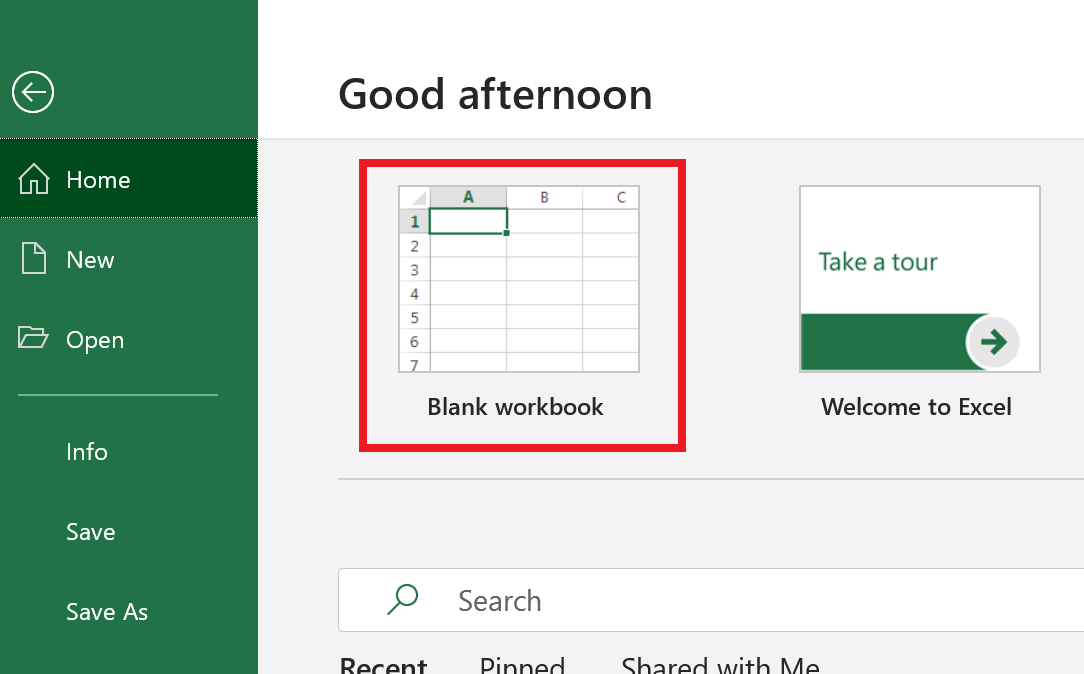 Good afternoon
Home
New
Open
Info
Save
Save As
A B C
1
2
3
4
5
6
7
Blank workbook
Take a tour
Welcome to Excel
Search
Recent Pinned Shared with Me